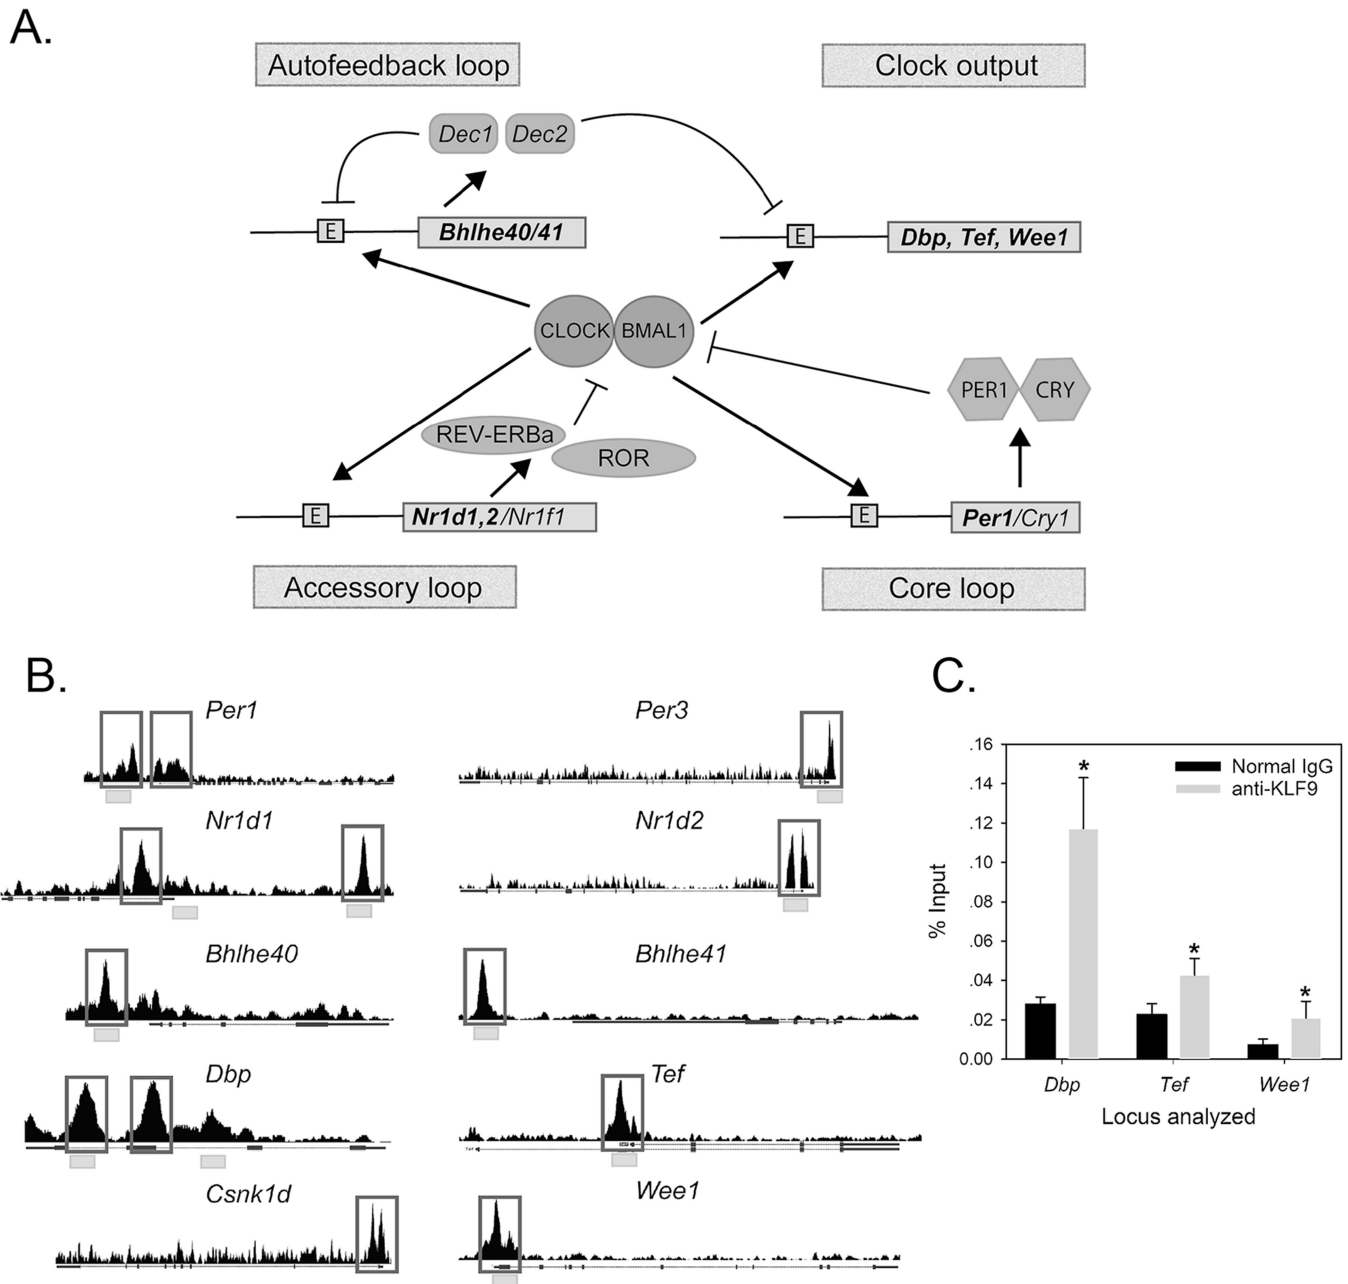 A.
Autofeedback loop
Clock output
Dec1 Dec2
E Bhlhe40/41
E Dbp, Tef, Wee1
CLOCK BMAL1
PER1 CRY
REV-ERBa
ROR
E Nr1d1,2/Nr1f1
E Per1/Cry1
Accessory loop
Core loop
B.
Per1
Per3
Nr1d1
Nr1d2
Bhlhe40
Bhlhe41
Dbp
Tef
Csnk1d
Wee1
C.
.16
.14
.12
.10
.08
.06
.04
.02
0.00
% Input
Normal IgG
anti-KLF9
*
*
*
Dbp Tef Wee1
Locus analyzed